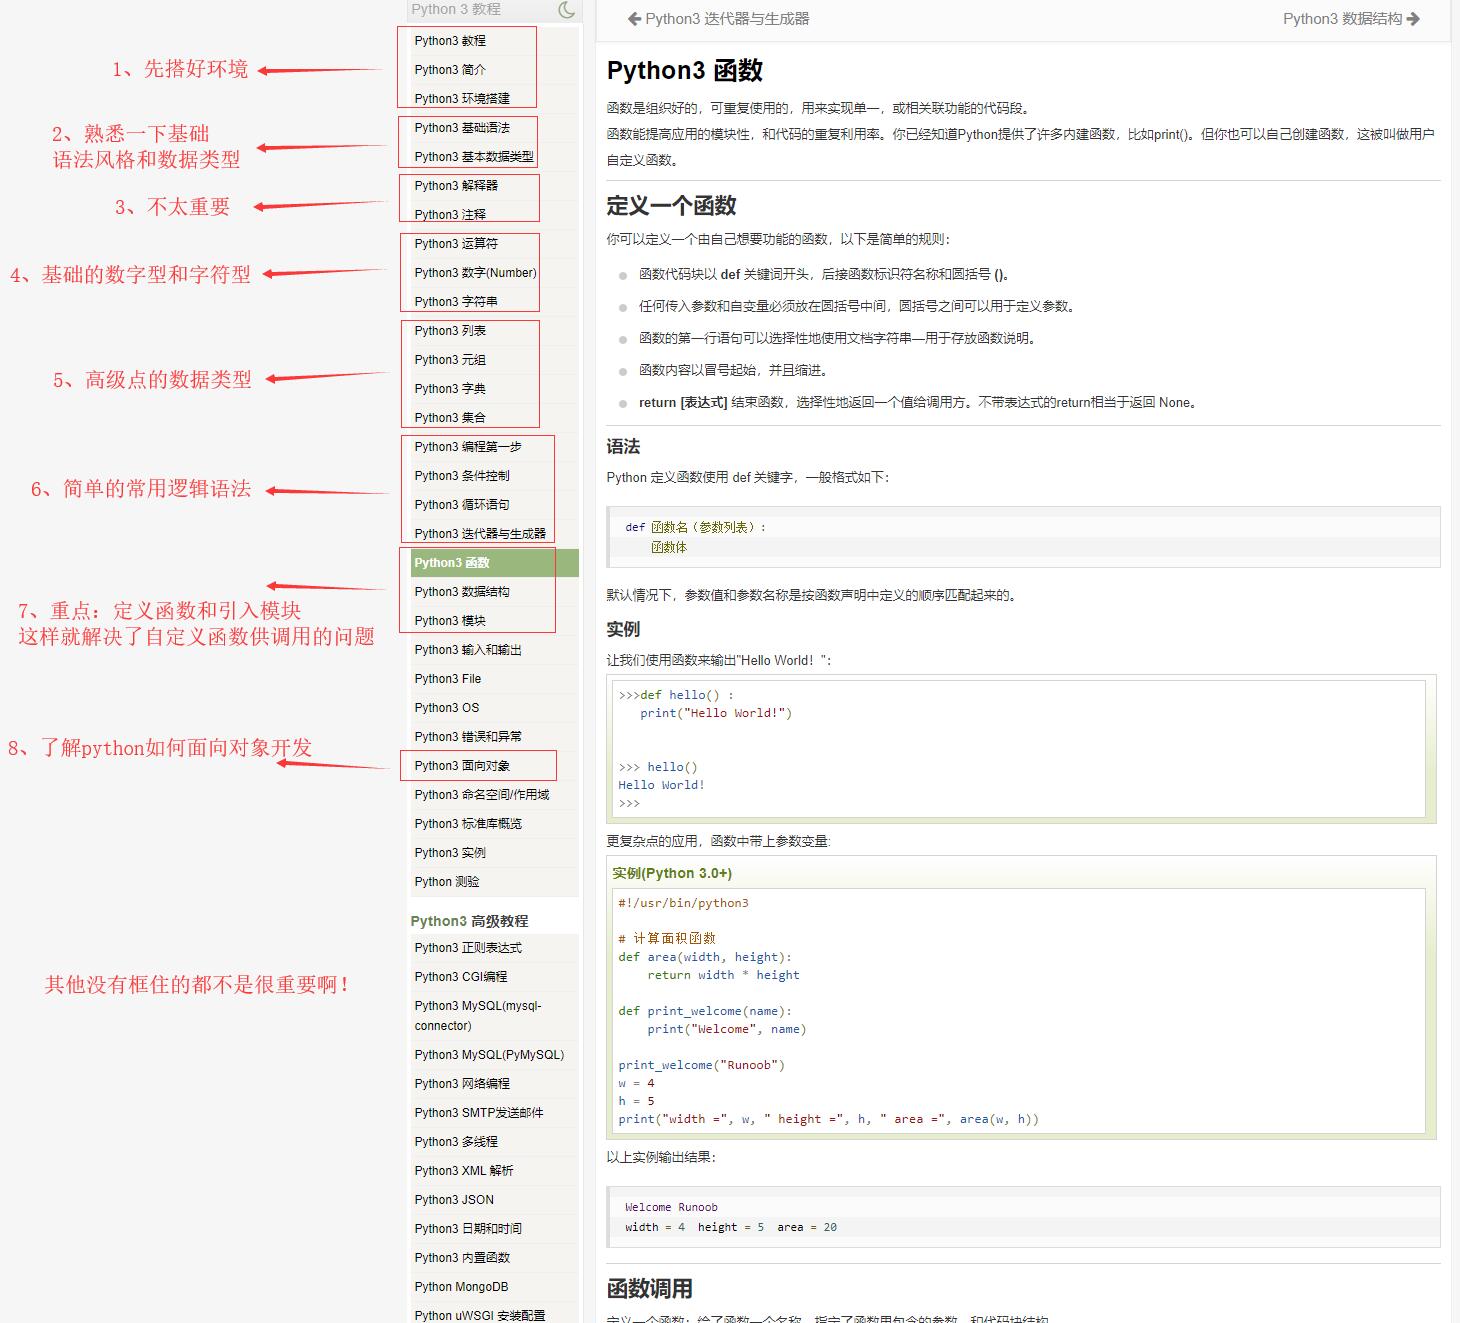 Python 3 教程
Python3 教程
Python3 简介
Python3 环境搭建
Python3 基础语法
Python3 基本数据类型
Python3 解释器
Python3 注释
Python3 运算符
Python3 数字(Number)
Python3 字符串
Python3 列表
Python3 元组
Python3 字典
Python3 集合
Python3 编程第一步
Python3 条件控制
Python3 循环语句
Python3 迭代器与生成器
Python3 函数
Python3 数据结构
Python3 模块
Python3 输入和输出
Python3 File
Python3 OS
Python3 错误和异常
Python3 面向对象
Python3 命名空间/作用域
Python3 标准库概览
Python3 实例
Python 测验
Python3 高级教程
Python3 正则表达式
Python3 CGI编程
Python3 MySQL(mysql-
connector)
Python3 MySQL(PyMySQL)
Python3 网络编程
Python3 SMTP发送邮件
Python3 多线程
Python3 XML 解析
Python3 JSON
Python3 日期和时间
Python3 内置函数
Python MongoDB
Python uWSGI 安装配置
1、先搭好环境
2、熟悉一下基础
语法风格和数据类型
3、不太重要
4、基础的数字型和字符型
5、高级点的数据类型
6、简单的常用逻辑语法
7、重点：定义函数和引入模块
这样就解决了自定义函数供调用的问题
8、了解python如何面向对象开发
其他没有框住的都不是很重要啊！
Python3 迭代器与生成器
Python3 数据结构
Python3 函数
函数是组织好的，可重复使用的，用来实现单一，或相关联功能的代码段。
函数能提高应用的模块性，和代码的重复利用率。你已经知道Python提供了许多内建函数，比如print()。但你也可以自己创建函数，这被叫做用户
自定义函数。
定义一个函数
你可以定义一个由自己想要功能的函数，以下是简单的规则：
函数代码块以 def 关键词开头，后接函数标识符名称和圆括号 ()。
任何传入参数和自变量必须放在圆括号中间，圆括号之间可以用于定义参数。
函数的第一行语句可以选择性地使用文档字符串—用于存放函数说明。
函数内容以冒号起始，并且缩进。
return [表达式] 结束函数，选择性地返回一个值给调用方。不带表达式的return相当于返回 None。
语法
Python 定义函数使用 def 关键字，一般格式如下：
def 函数名（参数列表）:
函数体
默认情况下，参数值和参数名称是按函数声明中定义的顺序匹配起来的。
实例
让我们使用函数来输出"Hello World！"：
>>>def hello() :
print("Hello World!")
>>> hello()
Hello World!
>>>
更复杂点的应用，函数中带上参数变量:
实例(Python 3.0+)
#!/usr/bin/python3
# 计算面积函数
def area(width, height):
return width * height
def print_welcome(name):
print("Welcome", name)
print_welcome("Runoob")
w = 4
h = 5
print("width =", w, " height =", h, " area =", area(w, h))
以上实例输出结果：
Welcome Runoob
width = 4  height = 5  area = 20
函数调用
定义一个函数：给了函数一个名称，指定了函数里包含的参数，和代码块结构。